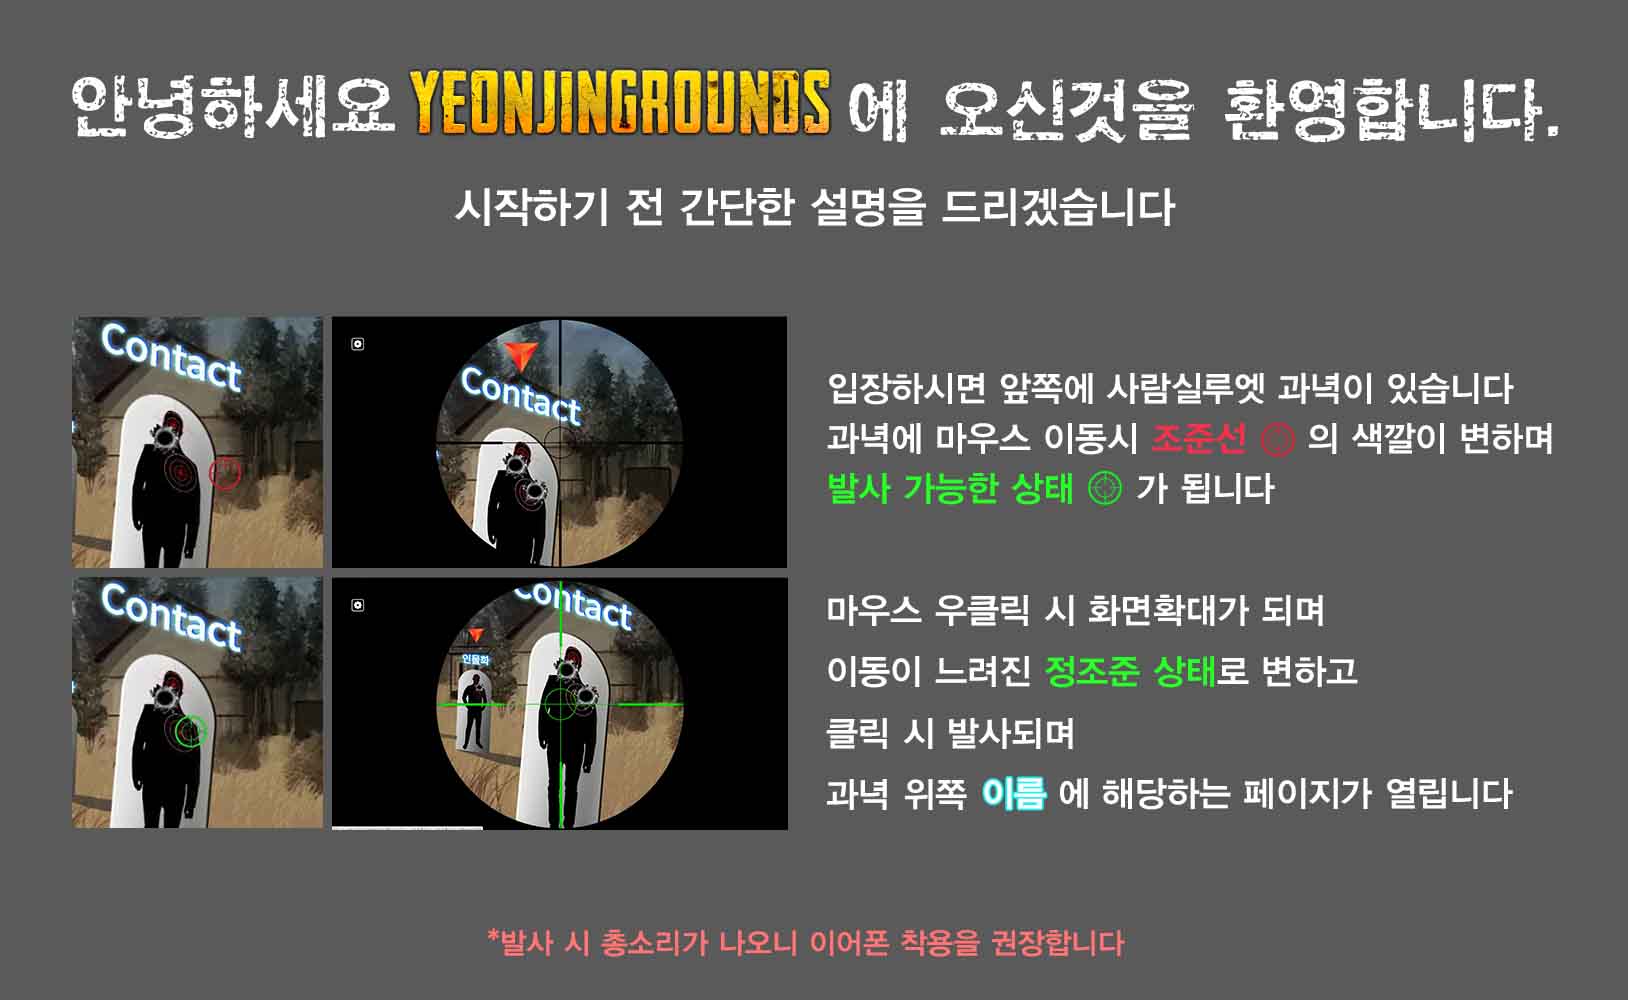 안녕하세요 YEONJINGROUNDS 에 오신것을 환영합니다.
시작하기 전 간단한 설명을 드리겠습니다
Contact
Contact
입장하시면 앞쪽에 사람실루엣 과녁이 있습니다
과녁에 마우스 이동시 조준선 의 색깔이 변하며
발사 가능한 상태 가 됩니다
Contact
Contact
인물화
마우스 우클릭 시 화면확대가 되며
이동이 느려진 정조준 상태로 변하고
클릭 시 발사되며
과녁 위쪽 이름 에 해당하는 페이지가 열립니다
*발사 시 총소리가 나오니 이어폰 착용을 권장합니다